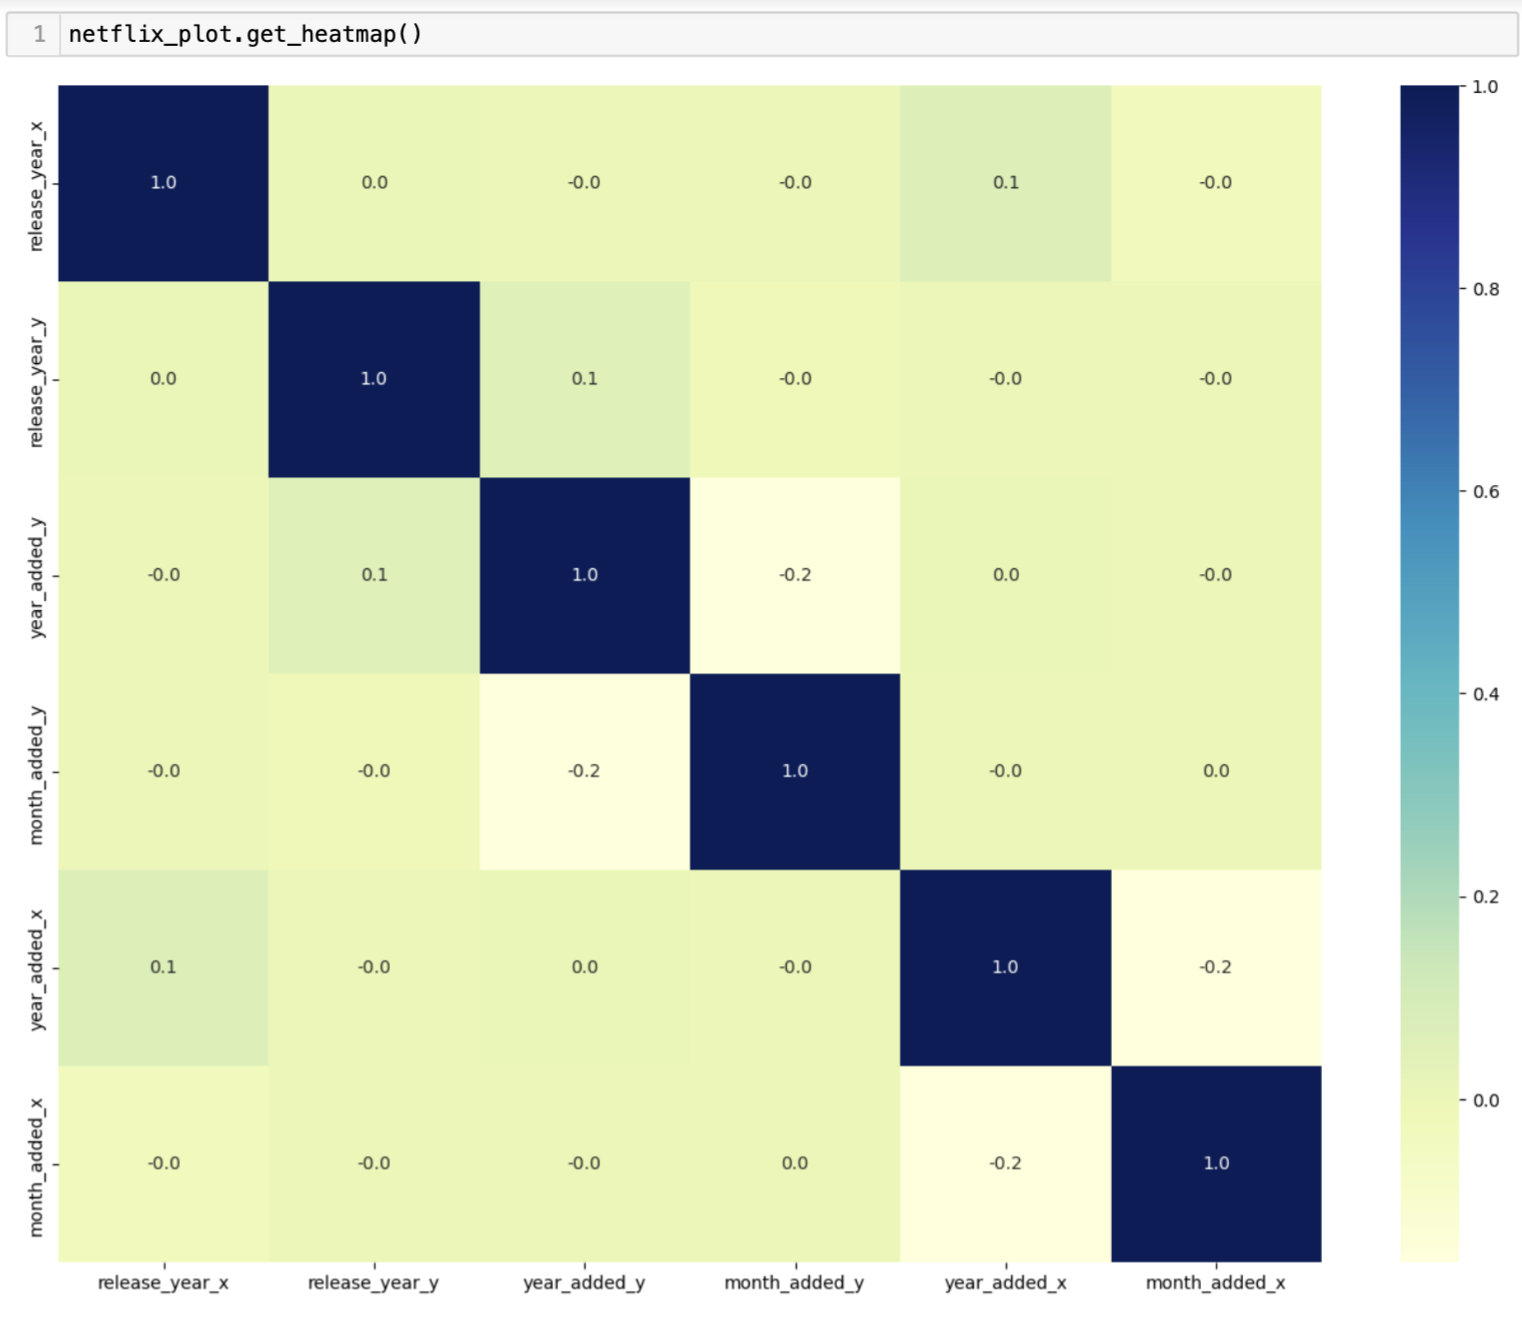 1 netflix_plot.get_heatmap()
1.0
release_year_x 1.0 0.0 -0.0 -0.0 0.1 -0.0
0.8
release_year_y 0.0 1.0 0.1 -0.0 -0.0 -0.0
0.6
year_added_y -0.0 0.1 1.0 -0.2 0.0 -0.0
0.4
month_added_y -0.0 -0.0 -0.2 1.0 -0.0 0.0
0.2
year_added_x 0.1 -0.0 0.0 -0.0 1.0 -0.2
0.0
month_added_x -0.0 -0.0 -0.0 0.0 -0.2 1.0
release_year_x release_year_y year_added_y month_added_y year_added_x month_added_x